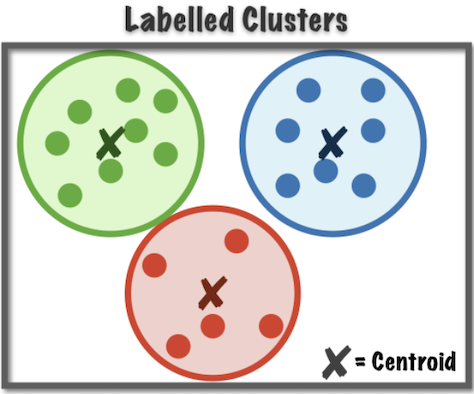 Labelled Clusters
X = Centroid